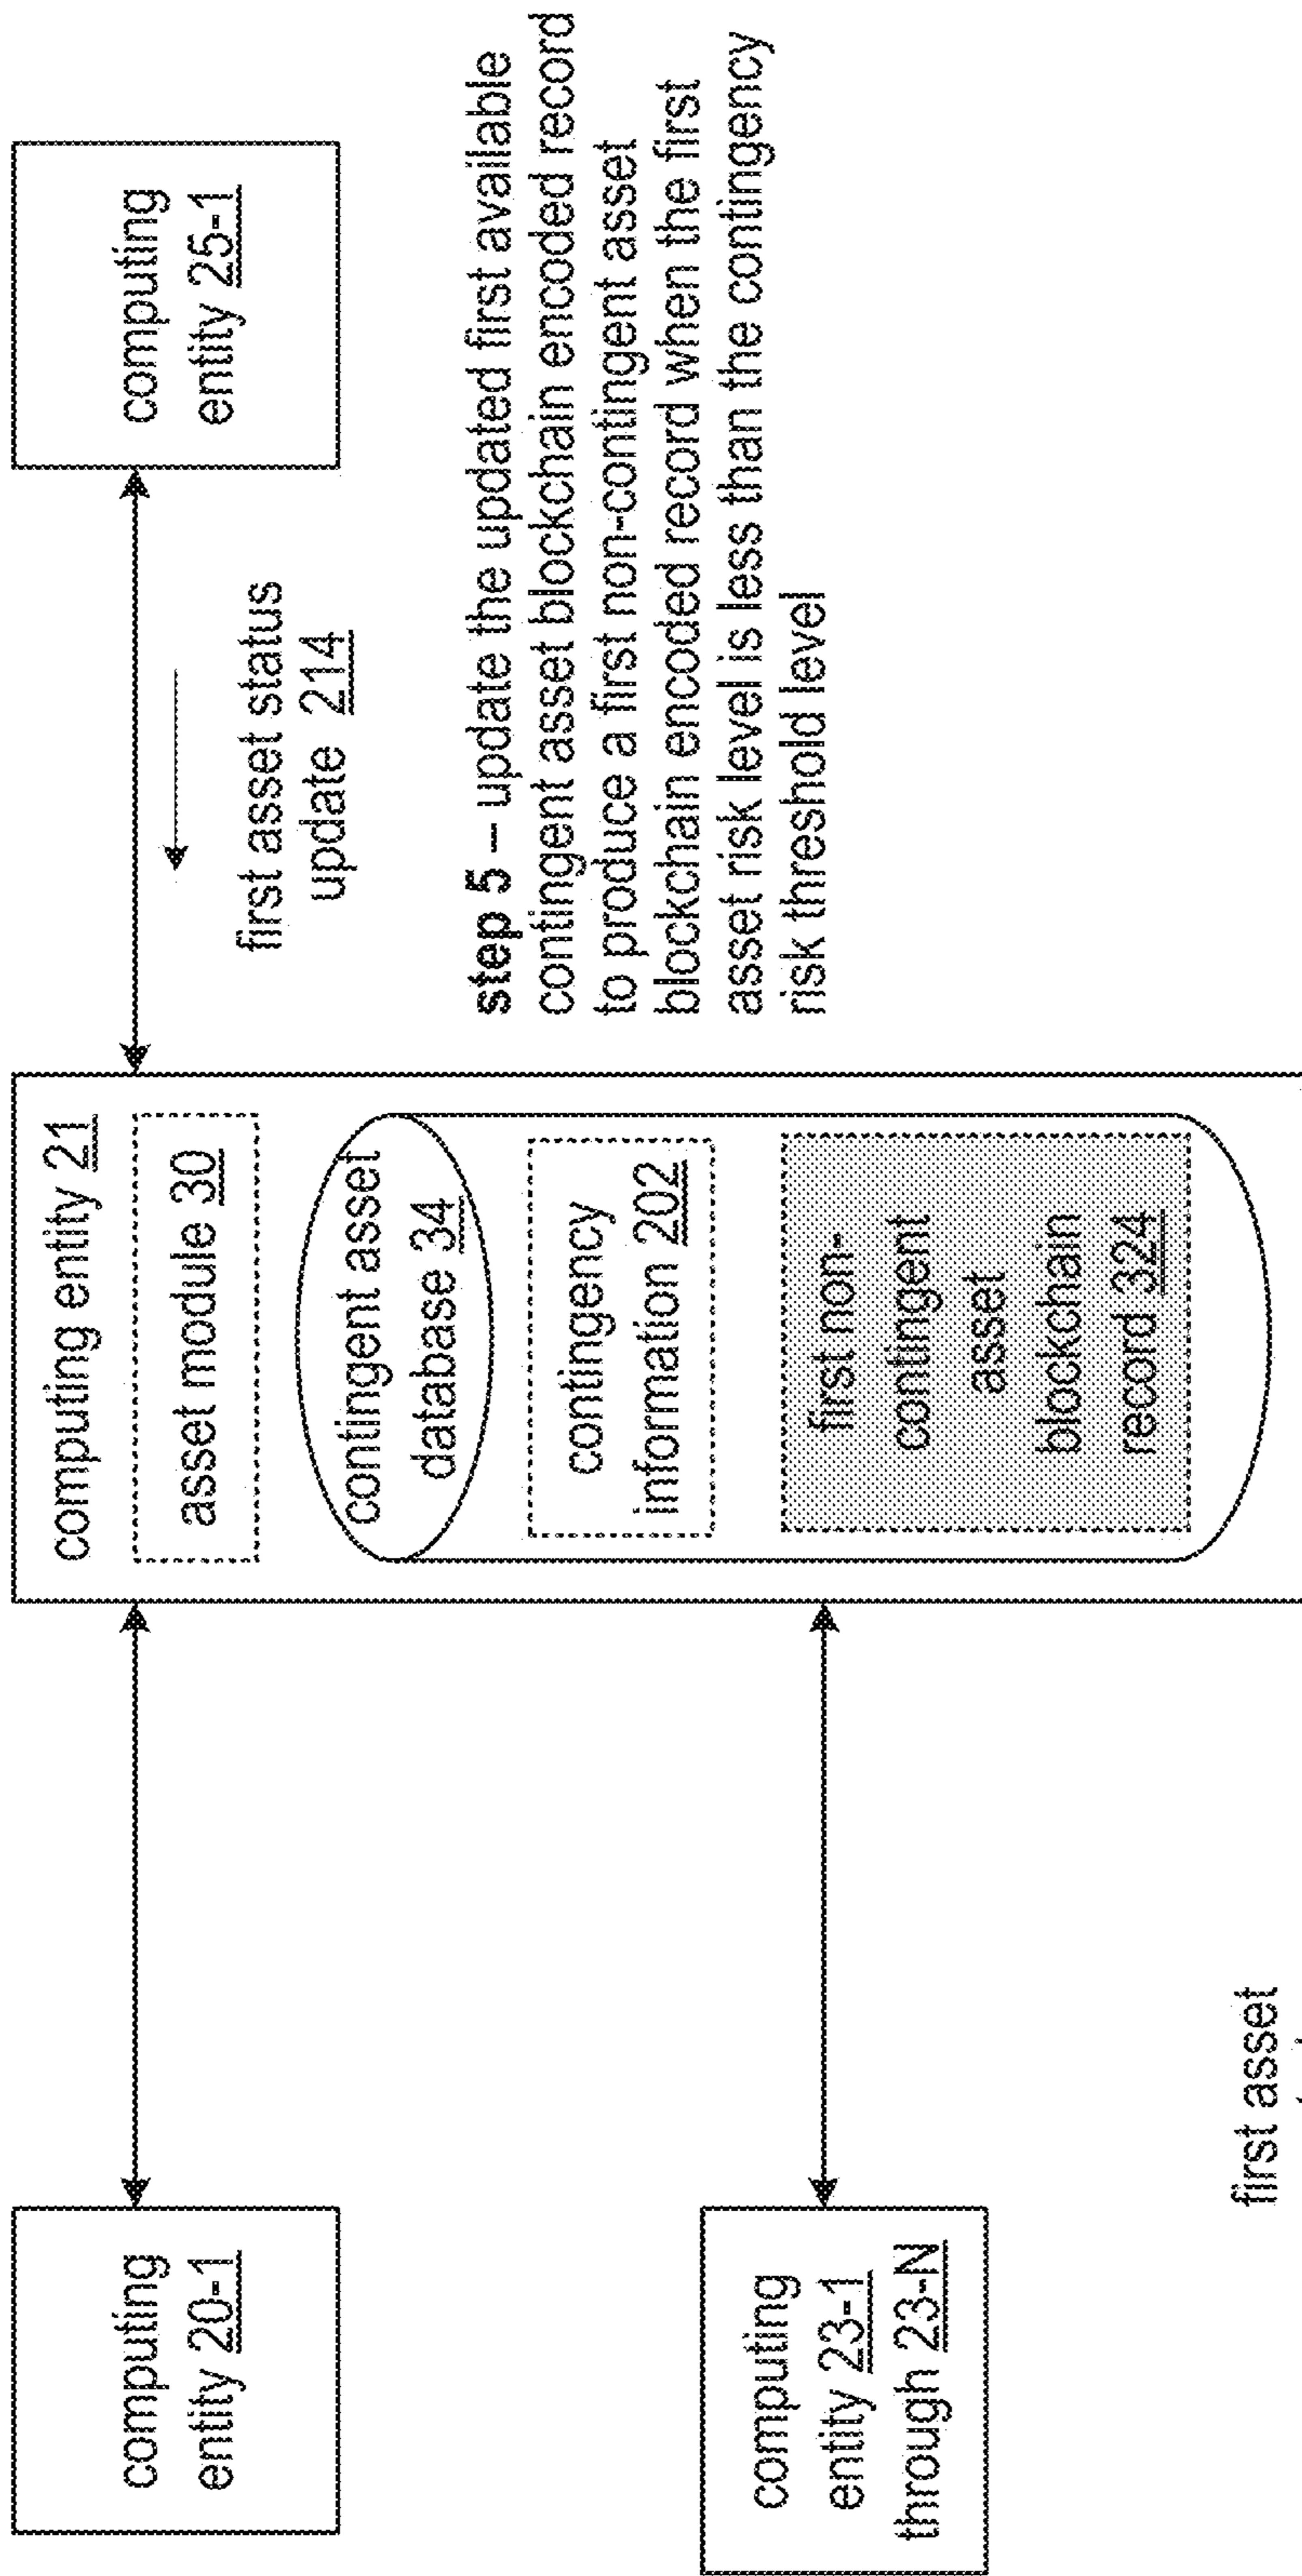 computing
entity 20-1
computing entity 21
asset module 30
contingent asset
database 34
contingency
information 202
first non-
contingent
asset
blockchain
record 324
computing
entity 25-1
first asset status
update 214
step 5 – update the updated first available
contingent asset blockchain encoded record
to produce a first non-contingent asset
blockchain encoded record when the first
asset risk level is less than the contingency
risk threshold level
computing
entity 23-1
through 23-N
first asset